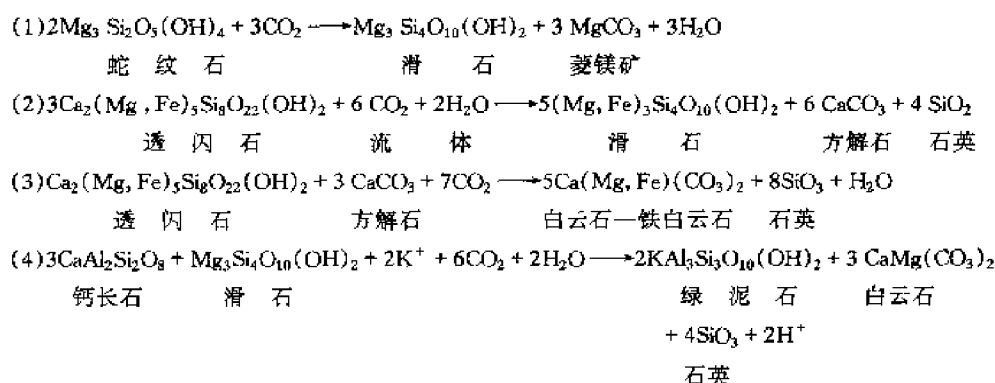 (1)2Mg₃ Si₂O₅(OH)₄ + 3CO₂ ⟶ Mg₃ Si₄O₁₀(OH)₂ + 3 MgCO₃ + 3H₂O
蛇 纹 石 滑 石 菱镁矿
(2)3Ca₂(Mg,Fe)₅Si₈O₂₂(OH)₂ + 6 CO₂ + 2H₂O ⟶ 5(Mg,Fe)₃Si₄O₁₀(OH)₂ + 6 CaCO₃ + 4 SiO₂
透 闪 石 流 体 滑 石 方解石 石英
(3)Ca₂(Mg,Fe)₅Si₈O₂₂(OH)₂ + 3 CaCO₃ + 7CO₂ ⟶ 5Ca(Mg,Fe)(CO₃)₂ + 8SiO₃ + H₂O
透 闪 石 方解石 白云石—铁白云石 石英
(4)3CaAl₂Si₂O₈ + Mg₃Si₄O₁₀(OH)₂ + 2K⁺ + 6CO₂ + 2H₂O ⟶ 2KAl₃Si₃O₁₀(OH)₂ + 3 CaMg(CO₃)₂
钙长石 滑 石 绿 泥 石 白云石
+ 4SiO₃ + 2H⁺
石英